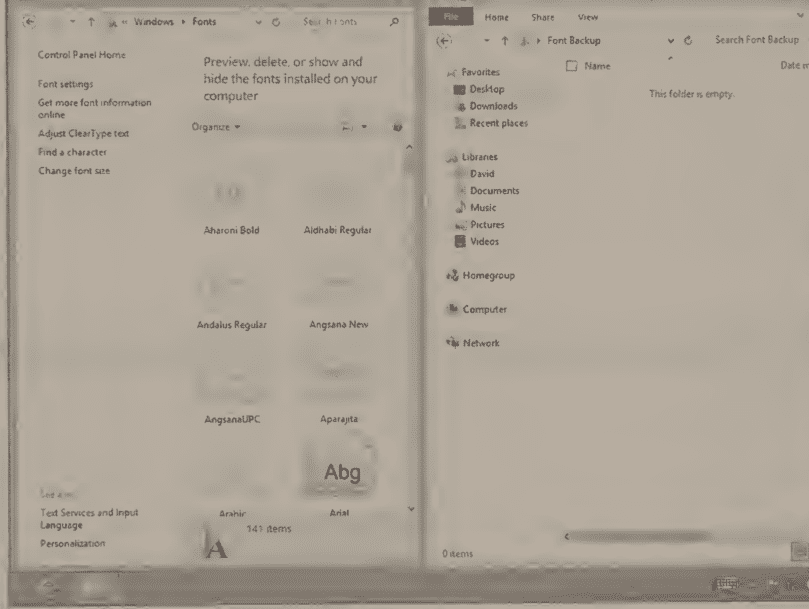 Windows Fonts
Control Panel Home
Font settings
Get more font information
online
Adjust ClearType text
Find a character
Change font size
Text Services and Input
Language
Personalization
Preview, delete, or show and
hide the fonts installed on your
computer
Organize
Aharoni Bold Aldhabi Regular
Andalus Regular Angsana New
AngsanaUPC Aparajita
Abg
Arabic Arial
A
141 items
File Home Share View
Font Backup Search Font Backup
Favorites
Desktop
Downloads
Recent places
Libraries
David
Documents
Music
Pictures
Videos
Homegroup
Computer
Network
Name Date m
This folder is empty.
0 items